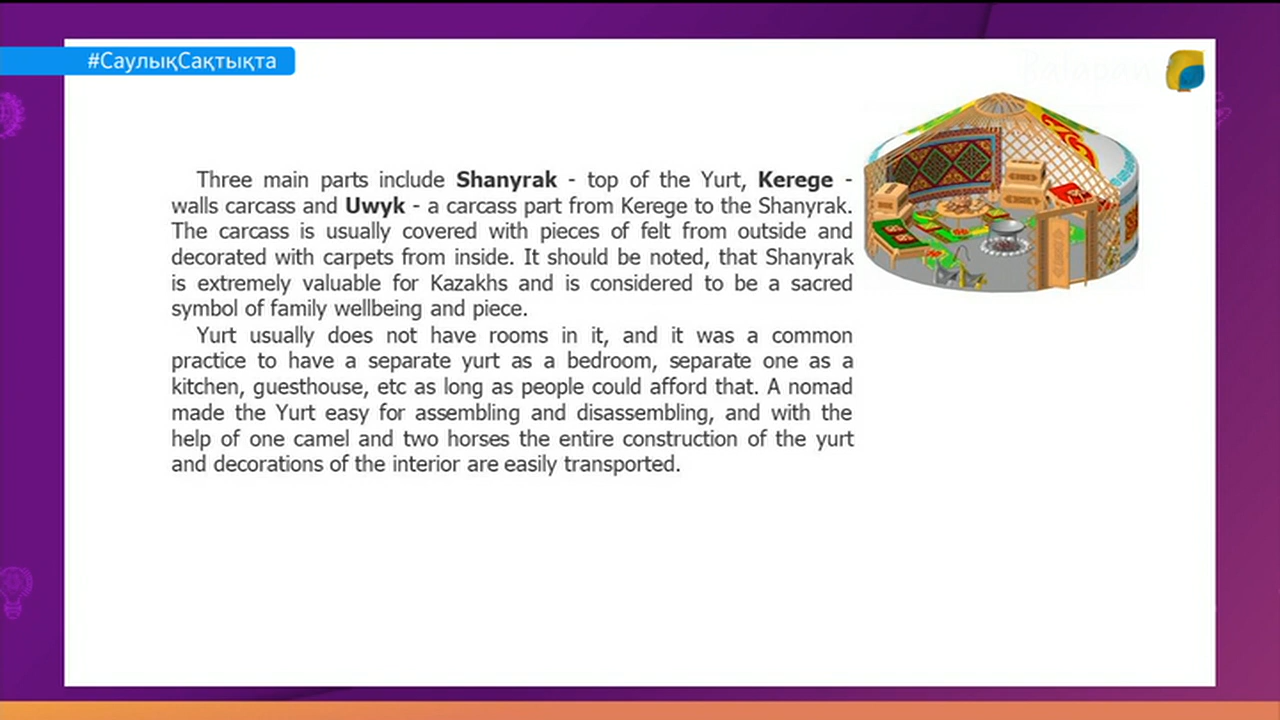 #СаулықСақтықта
Three main parts include Shanyrak - top of the Yurt, Kerege -
walls carcass and Uwyk - a carcass part from Kerege to the Shanyrak.
The carcass is usually covered with pieces of felt from outside and
decorated with carpets from inside. It should be noted, that Shanyrak
is extremely valuable for Kazakhs and is considered to be a sacred
symbol of family wellbeing and piece.
Yurt usually does not have rooms in it, and it was a common
practice to have a separate yurt as a bedroom, separate one as a
kitchen, guesthouse, etc as long as people could afford that. A nomad
made the Yurt easy for assembling and disassembling, and with the
help of one camel and two horses the entire construction of the yurt
and decorations of the interior are easily transported.